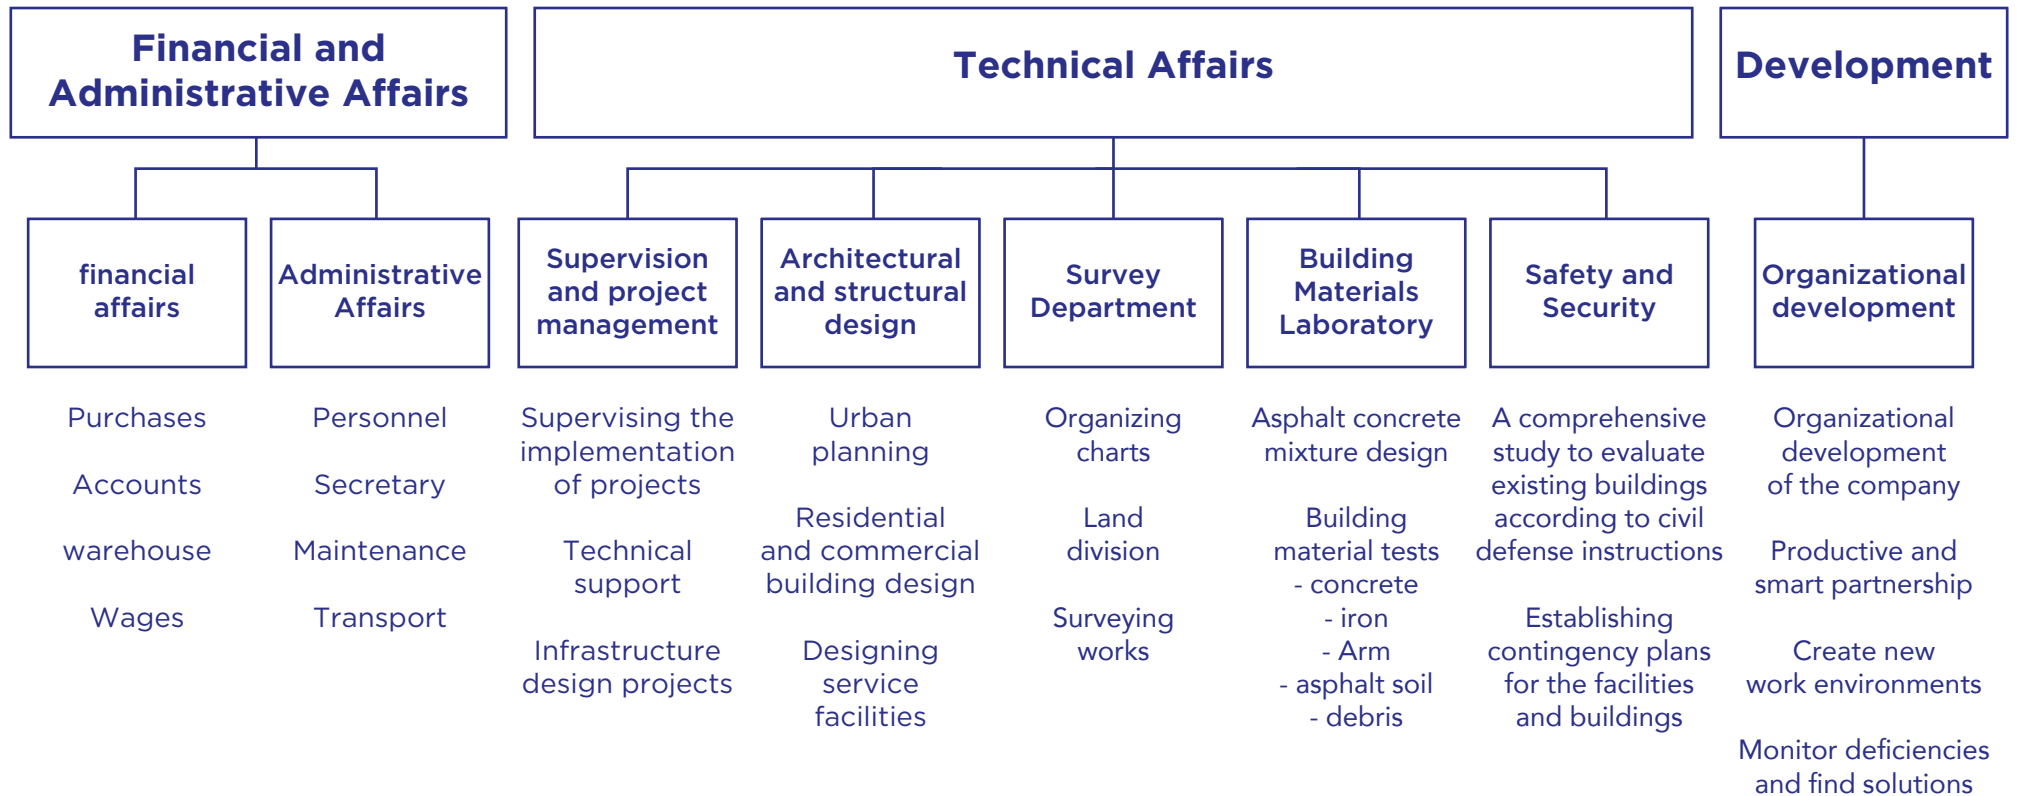 Financial and
Administrative Affairs
Technical Affairs
Development
financial
affairs
Administrative
Affairs
Supervision
and project
management
Architectural
and structural
design
Survey
Department
Building
Materials
Laboratory
Safety and
Security
Organizational
development
Purchases
Accounts
warehouse
Wages
Personnel
Secretary
Maintenance
Transport
Supervising the
implementation
of projects
Technical
support
Infrastructure
design projects
Urban
planning
Residential
and commercial
building design
Designing
service
facilities
Organizing
charts
Land
division
Surveying
works
Asphalt concrete
mixture design
Building
material tests
- concrete
- iron
- Arm
- asphalt soil
- debris
A comprehensive
study to evaluate
existing buildings
according to civil
defense instructions
Establishing
contingency plans
for the facilities
and buildings
Organizational
development
of the company
Productive and
smart partnership
Create new
work environments
Monitor deficiencies
and find solutions